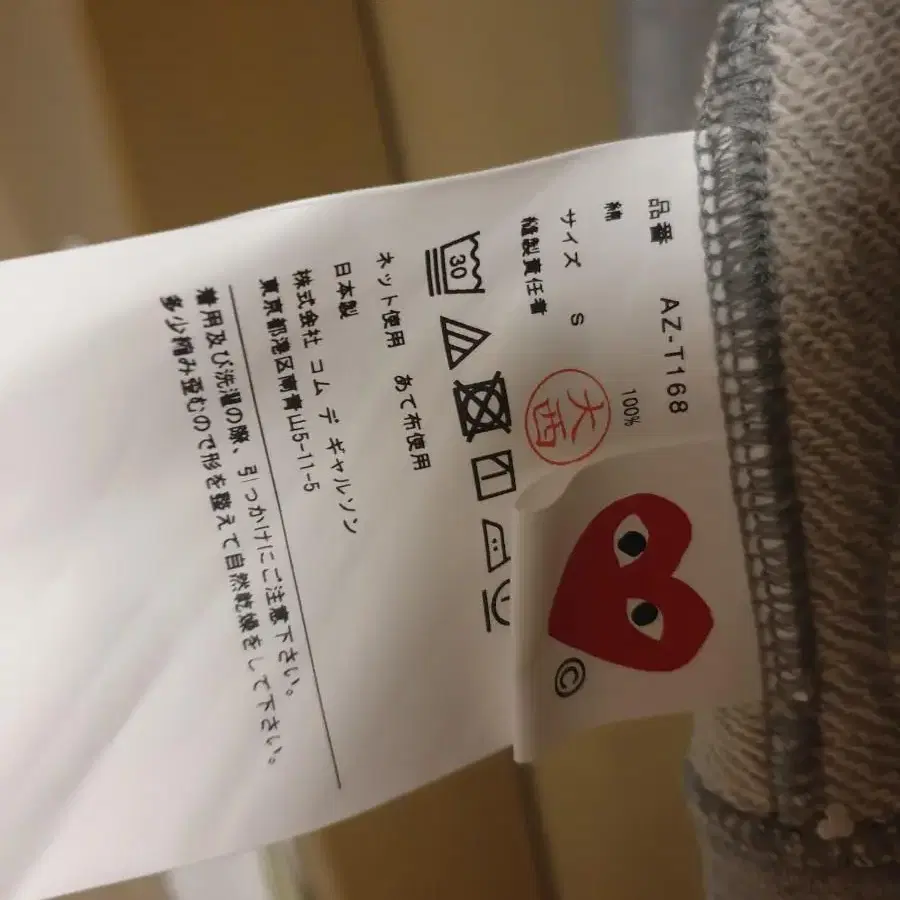 品番 AZ-T168
綿 100%
サイズ S
縫製責任者 大西
30
ネット使用 あて布使用
日本製
株式会社 コム デ ギャルソン
東京都港区南青山5-11-5
着用及び洗濯の際、引っかけにご注意下さい。
多少縮み歪むので形を整えて自然乾燥をして下さい。
©